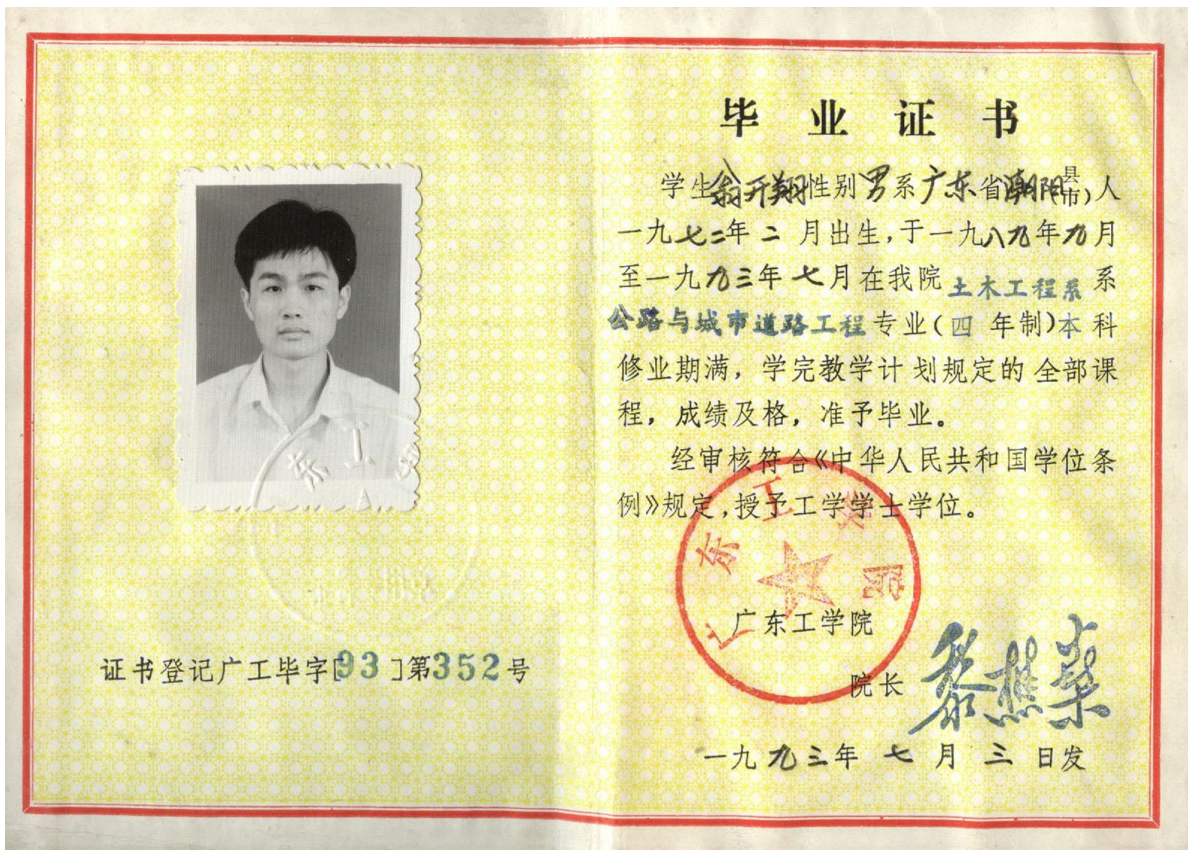 毕业证书
学生翁开翔性别男系广东省潮阳县(市)人
一九七二年二月出生,于一九八九年九月
至一九九三年七月在我院土木工程系系
公路与城市道路工程专业(四年制)本科
修业期满,学完教学计划规定的全部课
程,成绩及格,准予毕业。
经审核符合《中华人民共和国学位条
例》规定,授予工学学士学位。
广东工学院
广东工学院
院长
一九九三年七月三日发
证书登记广工毕字[93]第352号